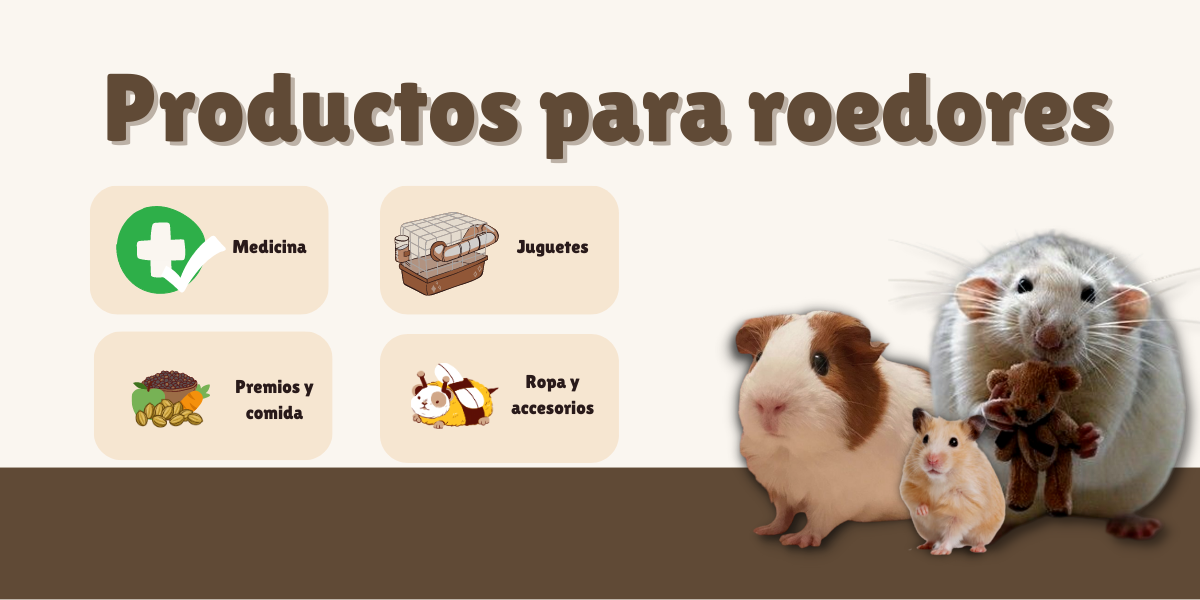 Productos para roedores
Medicina
Juguetes
Premios y
comida
Ropa y
accesorios